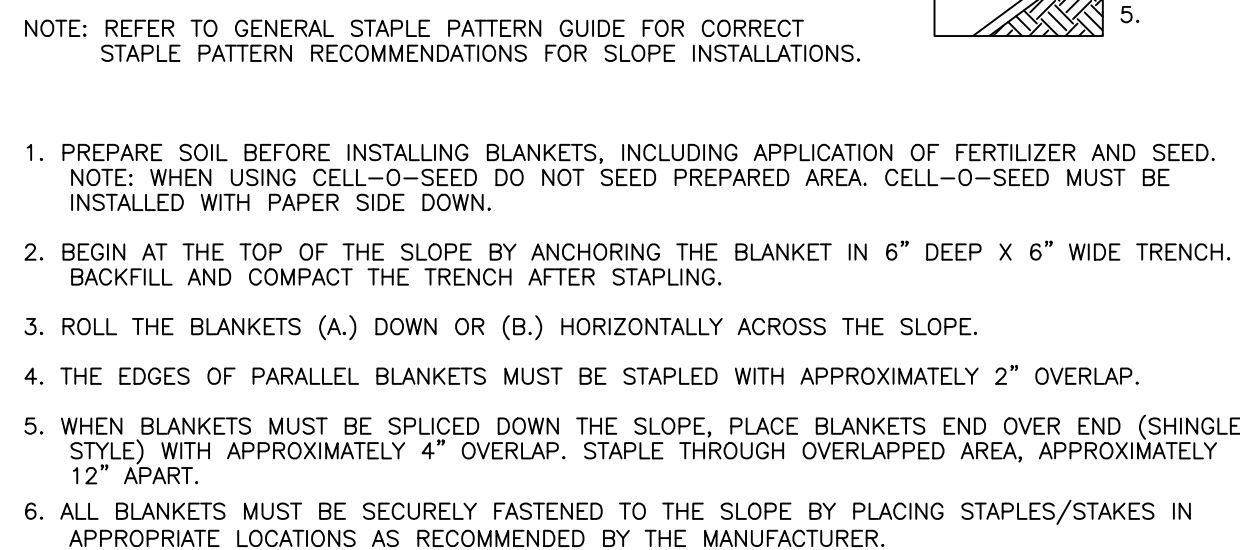 5.
NOTE: REFER TO GENERAL STAPLE PATTERN GUIDE FOR CORRECT
STAPLE PATTERN RECOMMENDATIONS FOR SLOPE INSTALLATIONS.
1. PREPARE SOIL BEFORE INSTALLING BLANKETS, INCLUDING APPLICATION OF FERTILIZER AND SEED.
NOTE: WHEN USING CELL-O-SEED DO NOT SEED PREPARED AREA. CELL-O-SEED MUST BE
INSTALLED WITH PAPER SIDE DOWN.
2. BEGIN AT THE TOP OF THE SLOPE BY ANCHORING THE BLANKET IN 6" DEEP X 6" WIDE TRENCH.
BACKFILL AND COMPACT THE TRENCH AFTER STAPLING.
3. ROLL THE BLANKETS (A.) DOWN OR (B.) HORIZONTALLY ACROSS THE SLOPE.
4. THE EDGES OF PARALLEL BLANKETS MUST BE STAPLED WITH APPROXIMATELY 2" OVERLAP.
5. WHEN BLANKETS MUST BE SPLICED DOWN THE SLOPE, PLACE BLANKETS END OVER END (SHINGLE
STYLE) WITH APPROXIMATELY 4" OVERLAP. STAPLE THROUGH OVERLAPPED AREA, APPROXIMATELY
12" APART.
6. ALL BLANKETS MUST BE SECURELY FASTENED TO THE SLOPE BY PLACING STAPLES/STAKES IN
APPROPRIATE LOCATIONS AS RECOMMENDED BY THE MANUFACTURER.